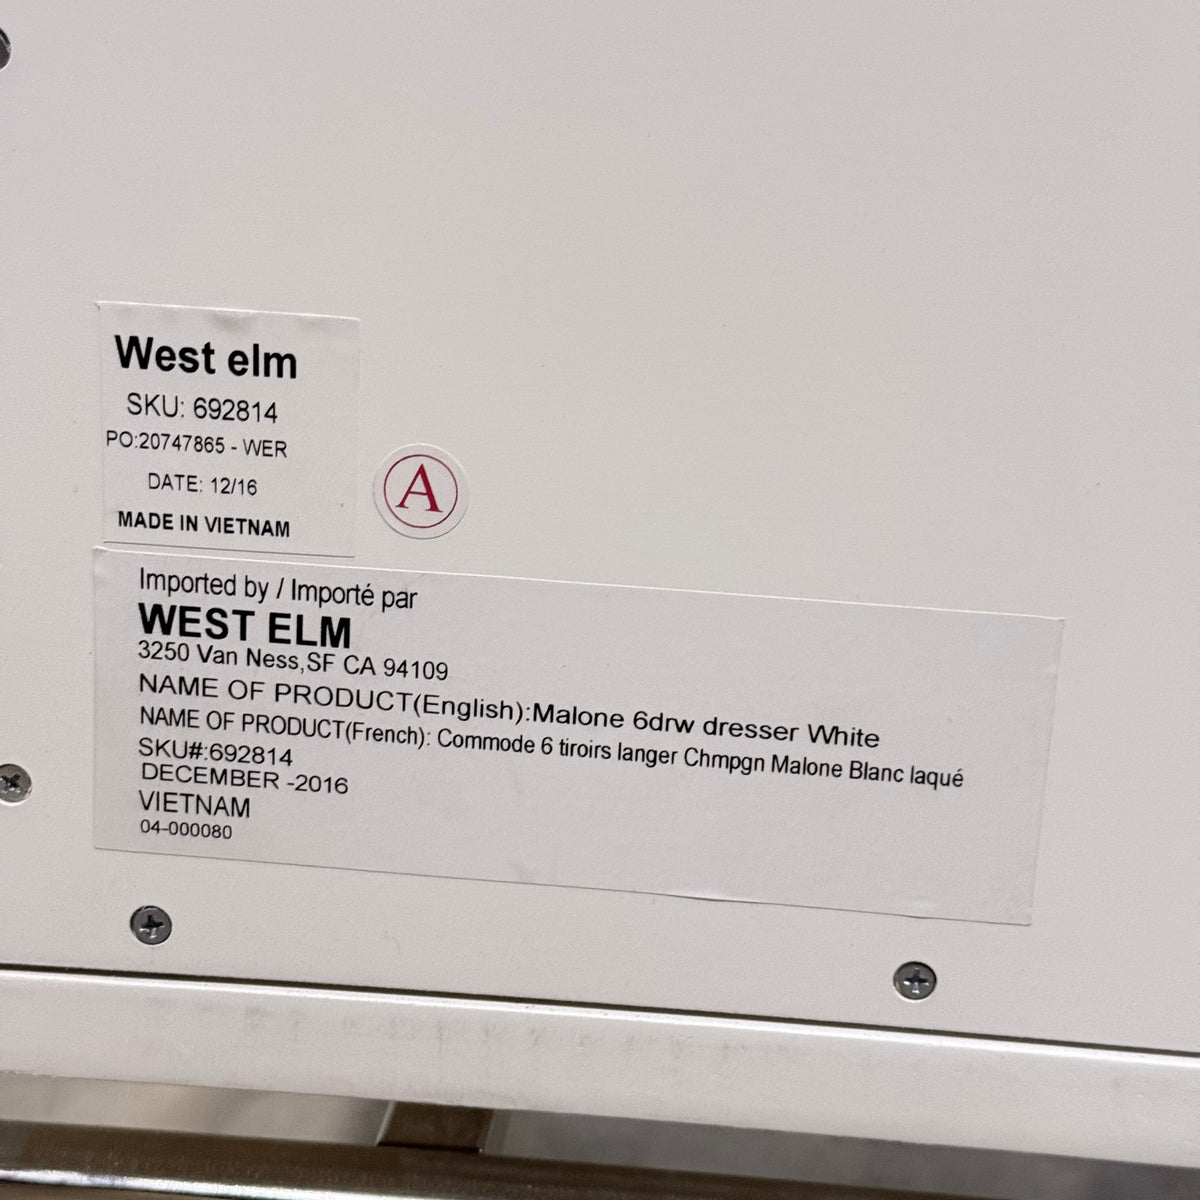 West elm
SKU: 692814
PO:20747865 - WER
DATE: 12/16
MADE IN VIETNAM
A
Imported by / Importé par
WEST ELM
3250 Van Ness,SF CA 94109
NAME OF PRODUCT(English):Malone 6drw dresser White
NAME OF PRODUCT(French): Commode 6 tiroirs langer Chmpgn Malone Blanc laqué
SKU#:692814
DECEMBER -2016
VIETNAM
04-000080